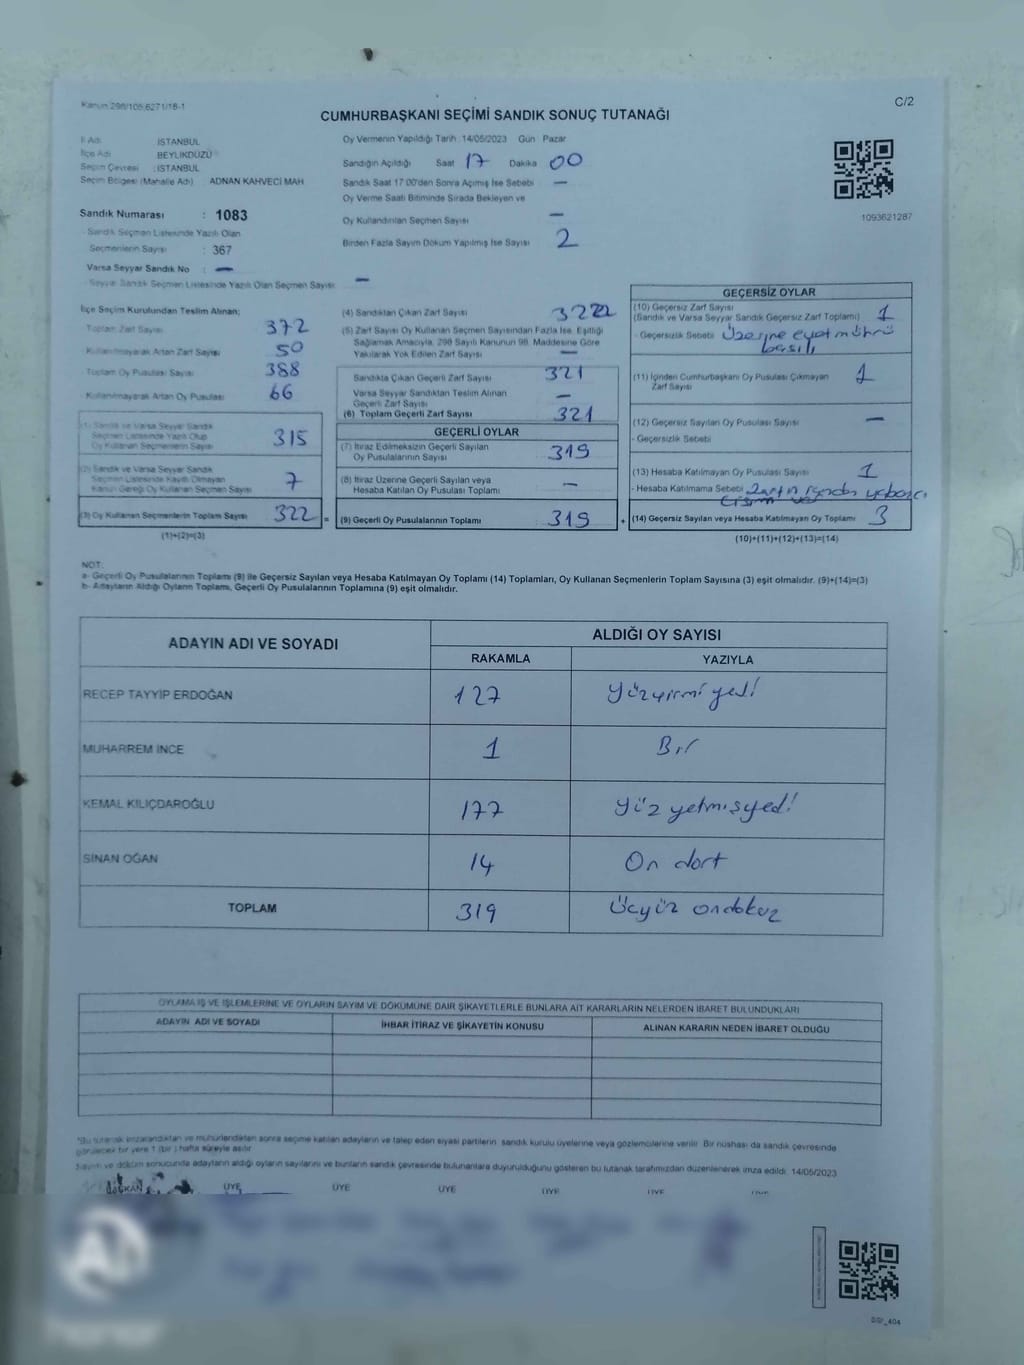 Kanun 298/105,6271/18-1
C/2
CUMHURBAŞKANI SEÇİMİ SANDIK SONUÇ TUTANAĞI
İl Adı İSTANBUL
İlçe Adı BEYLİKDÜZÜ
Seçim Çevresi : İSTANBUL
Seçim Bölgesi (Mahalle Adı) ADNAN KAHVECİ MAH
Sandık Numarası : 1083
Sandık Seçmen Listesinde Yazılı Olan
Seçmenlerin Sayısı : 367
Varsa Seyyar Sandık No : —
Seyyar Sandık Seçmen Listesinde Yazılı Olan Seçmen Sayısı —
Oy Vermenin Yapıldığı Tarih :14/05/2023 Gün Pazar
Sandığın Açıldığı Saat 17 Dakika 00
Sandık Saat 17 00'den Sonra Açılmış İse Sebebi —
Oy Verme Saati Bitiminde Sırada Bekleyen ve
Oy Kullandırılan Seçmen Sayısı —
Birden Fazla Sayım Döküm Yapılmış İse Sayısı 2
1093621287
İlçe Seçim Kurulundan Teslim Alınan;
Toplam Zarf Sayısı 372
Kullanılmayarak Artan Zarf Sayısı 50
Toplam Oy Pusulası Sayısı 388
Kullanılmayarak Artan Oy Pusulası 66
(1) Sandık ve Varsa Seyyar Sandık
Seçmen Listesinde Yazılı Olup
Oy Kullanan Seçmenlerin Sayısı 315
(2) Sandık ve Varsa Seyyar Sandık
Seçmen Listesinde Kayıtlı Olmayan
Kanun Gereği Oy Kullanan Seçmen Sayısı 7
(3) Oy Kullanan Seçmenlerin Toplam Sayısı 322 =
(1)+(2)=(3)
(4) Sandıktan Çıkan Zarf Sayısı
(5) Zarf Sayısı Oy Kullanan Seçmen Sayısından Fazla İse, Eşitliği
Sağlamak Amacıyla, 298 Sayılı Kanunun 98. Maddesine Göre
Yakılarak Yok Edilen Zarf Sayısı —
Sandıkta Çıkan Geçerli Zarf Sayısı 321
Varsa Seyyar Sandıktan Teslim Alınan
Geçerli Zarf Sayısı —
(6) Toplam Geçerli Zarf Sayısı 321
GEÇERLİ OYLAR
(7) İtiraz Edilmeksizin Geçerli Sayılan
Oy Pusulalarının Sayısı 319
(8) İtiraz Üzerine Geçerli Sayılan veya
Hesaba Katılan Oy Pusulası Toplamı —
(9) Geçerli Oy Pusulalarının Toplamı 319 +
GEÇERSİZ OYLAR
(10) Geçersiz Zarf Sayısı
(Sandık ve Varsa Seyyar Sandık Geçersiz Zarf Toplamı) 1
- Geçersizlik Sebebi Üzerine evet mührü
basılı
(11) İçinden Cumhurbaşkanı Oy Pusulası Çıkmayan
Zarf Sayısı 1
(12) Geçersiz Sayılan Oy Pusulası Sayısı —
- Geçersizlik Sebebi
(13) Hesaba Katılmayan Oy Pusulası Sayısı 1
- Hesaba Katılmama Sebebi Zarfın içinden yabancı
cisim
(14) Geçersiz Sayılan veya Hesaba Katılmayan Oy Toplamı 3
(10)+(11)+(12)+(13)=(14)
NOT:
a- Geçerli Oy Pusulalarının Toplamı (9) ile Geçersiz Sayılan veya Hesaba Katılmayan Oy Toplamı (14) Toplamları, Oy Kullanan Seçmenlerin Toplam Sayısına (3) eşit olmalıdır. (9)+(14)=(3)
b- Adayların Aldığı Oyların Toplamı, Geçerli Oy Pusulalarının Toplamına (9) eşit olmalıdır.
ADAYIN ADI VE SOYADI
ALDIĞI OY SAYISI
RAKAMLA YAZIYLA
RECEP TAYYİP ERDOĞAN 127 Yüzyirmi yedi
MUHARREM İNCE 1 Bir
KEMAL KILIÇDAROĞLU 177 Yüz yetmişyedi
SİNAN OĞAN 14 On dört
TOPLAM 319 Üçyüz ondokuz
OYLAMA İŞ VE İŞLEMLERİNE VE OYLARIN SAYIM VE DÖKÜMÜNE DAİR ŞİKAYETLERLE BUNLARA AİT KARARLARIN NELERDEN İBARET BULUNDUKLARI
ADAYIN ADI VE SOYADI İHBAR İTİRAZ VE ŞİKAYETİN KONUSU ALINAN KARARIN NEDEN İBARET OLDUĞU
*Bu tutanak imzalandıktan ve mühürlendikten sonra seçime katılan adayların ve talep eden siyasi partilerin sandık kurulu üyelerine veya gözlemcilerine verilir. Bir nüshası da sandık çevresinde
görülecek bir yere 1 (bir ) hafta süreyle asılır.
Sayım ve döküm sonucunda adayların aldığı oyların sayılarını ve bunların sandık çevresinde bulunanlara duyurulduğunu gösteren bu tutanak tarafımızdan düzenlenerek imza edildi. 14/05/2023
ÜYE ÜYE ÜYE ÜYE ÜYE
honor